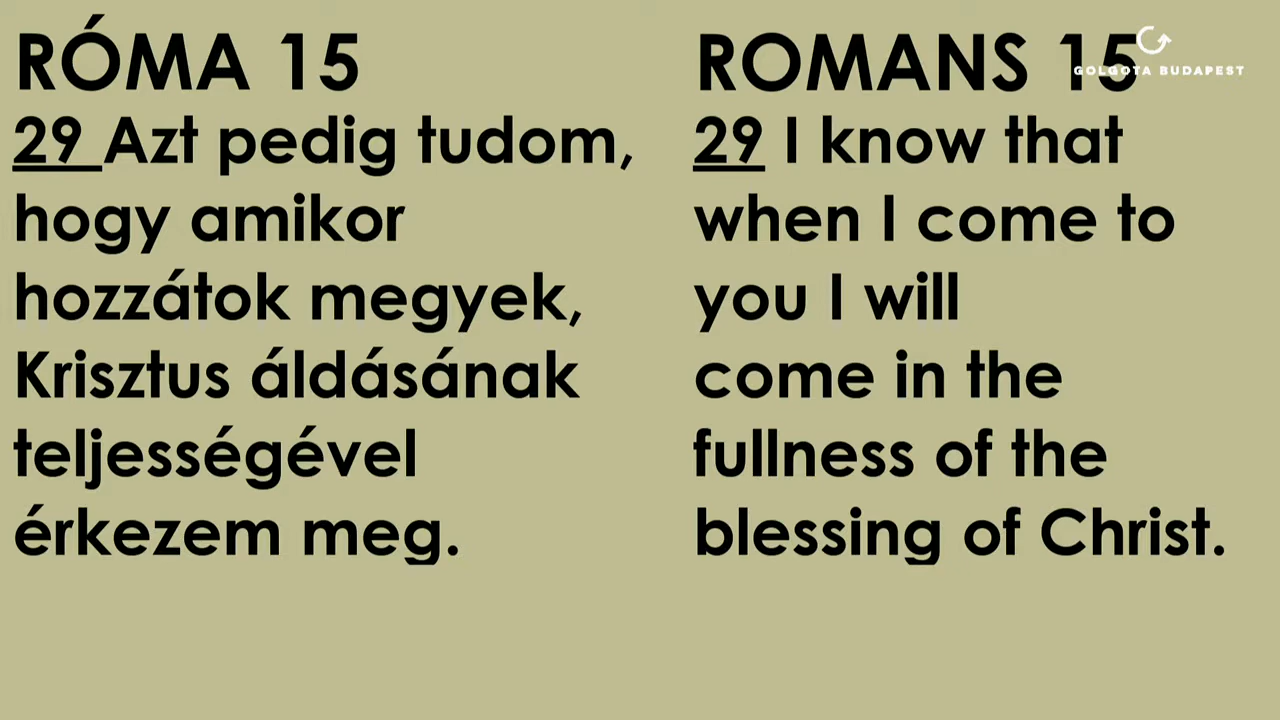 RÓMA 15
29 Azt pedig tudom,
hogy amikor
hozzátok megyek,
Krisztus áldásának
teljességével
érkezem meg.
ROMANS 15
29 I know that
when I come to
you I will
come in the
fullness of the
blessing of Christ.
GOLGOTA BUDAPEST